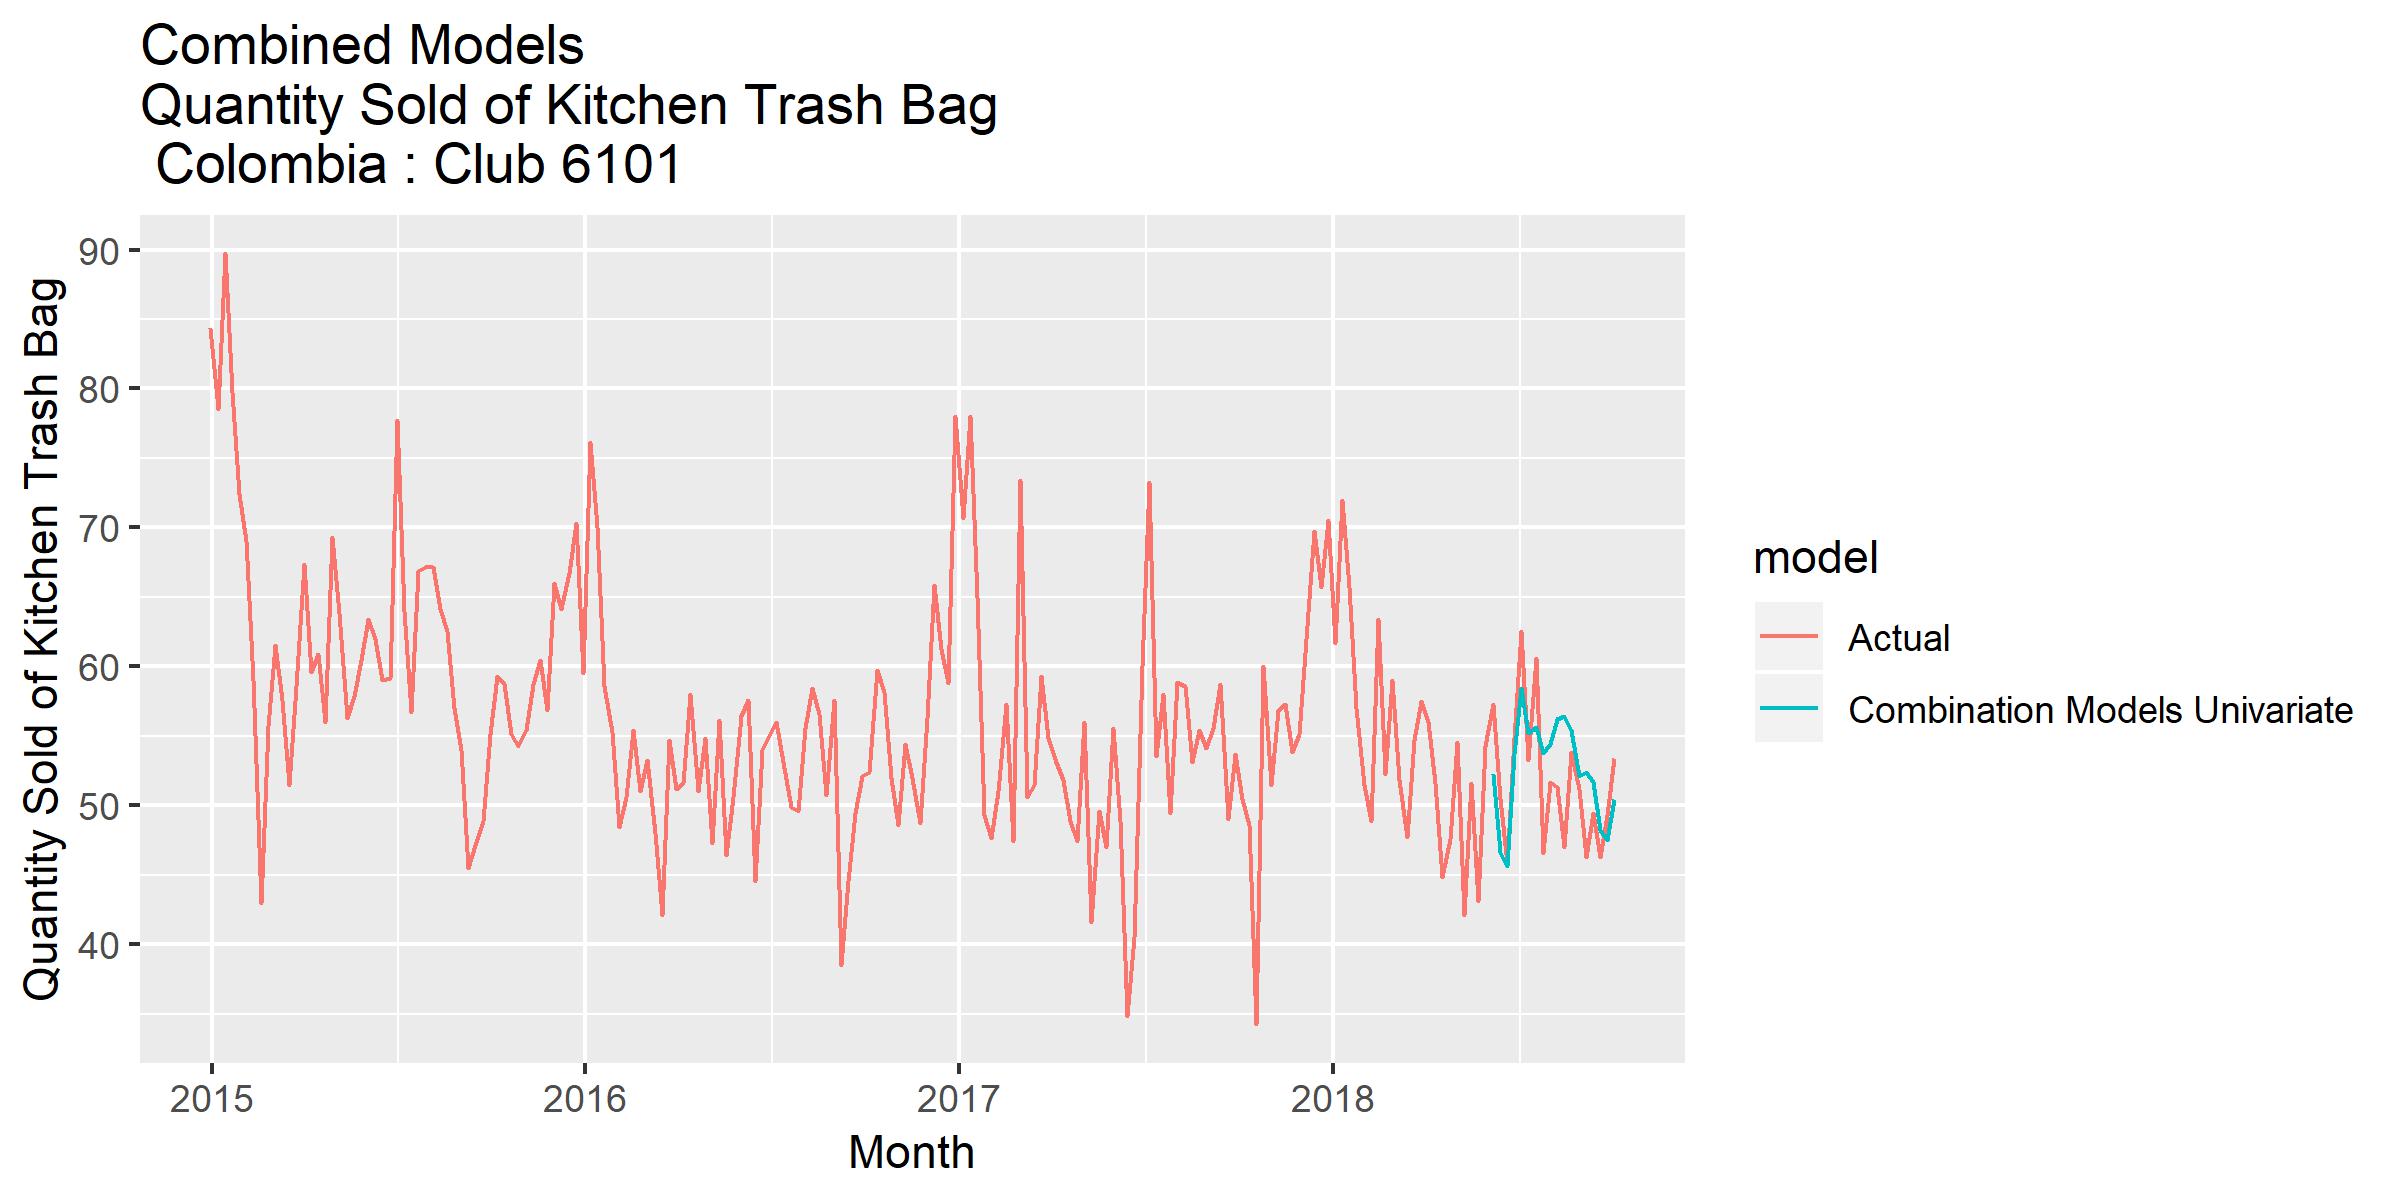 Combined Models
Quantity Sold of Kitchen Trash Bag
Colombia : Club 6101
Quantity Sold of Kitchen Trash Bag
90
80
70
60
50
40
2015
2016
2017
2018
Month
model
Actual
Combination Models Univariate